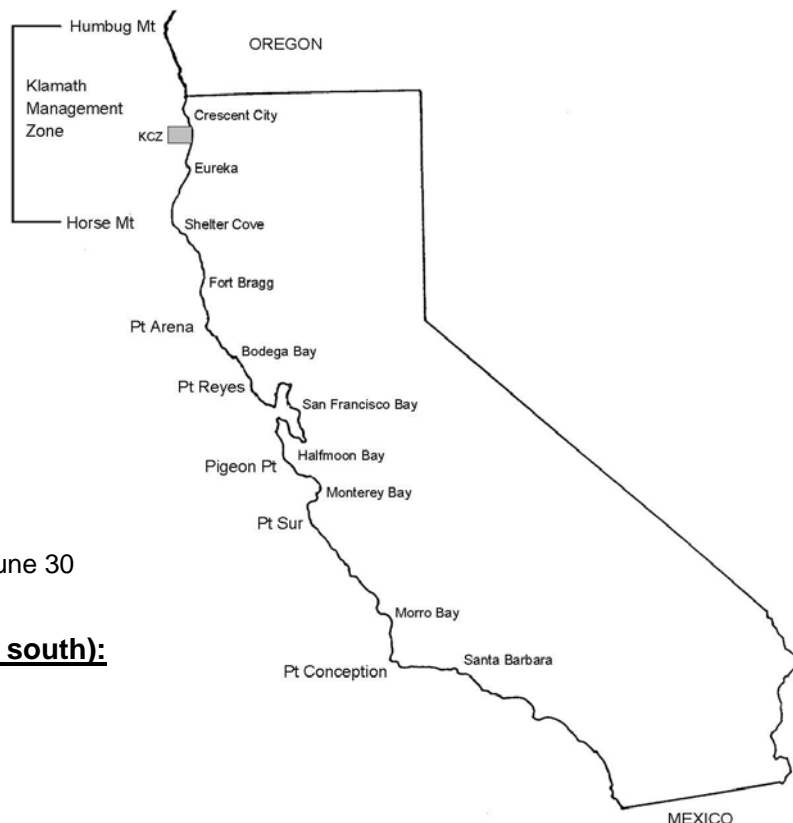 Humbug Mt
OREGON
Klamath
Management
Zone
Crescent City
KCZ
Eureka
Horse Mt
Shelter Cove
Fort Bragg
Pt Arena
Bodega Bay
Pt Reyes
San Francisco Bay
Halfmoon Bay
Pigeon Pt
Monterey Bay
Pt Sur
une 30
Morro Bay
south):
Santa Barbara
Pt Conception
MEXICO